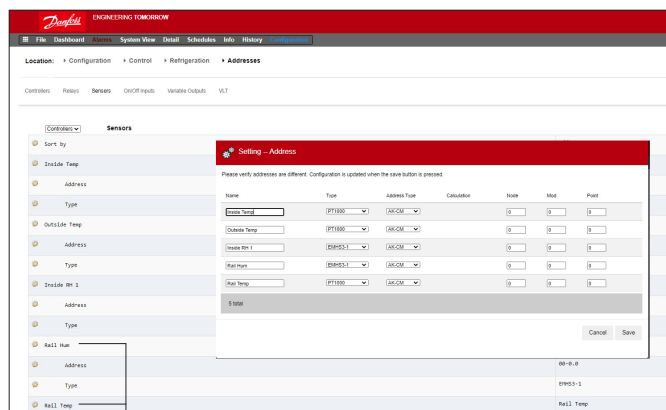 Danfoss ENGINEERING TOMORROW
File Dashboard Alarms System View Detail Schedules Info History Configuration
Location: Configuration Control Refrigeration Addresses
Controllers Relays Sensors On/Off Inputs Variable Outputs VLT
Controllers Sensors
Sort by
Inside Temp
Address
Type
Outside Temp
Address
Type
Inside RH 1
Address
Type
Rail Hum
Address 00-0.0
Type EMHS3-1
Rail Temp Rail Temp
Setting -- Address
Please verify addresses are different. Configuration is updated when the save button is pressed.
Name Type Address Type Calculation Node Mod Point
Inside Temp PT1000 AK-CM 0 0 0
Outside Temp PT1000 AK-CM 0 0 0
Inside RH 1 EMHS3-1 AK-CM 0 0 0
Rail Hum EMHS3-1 AK-CM 0 0 0
Rail Temp PT1000 AK-CM 0 0 0
5 total
Cancel Save